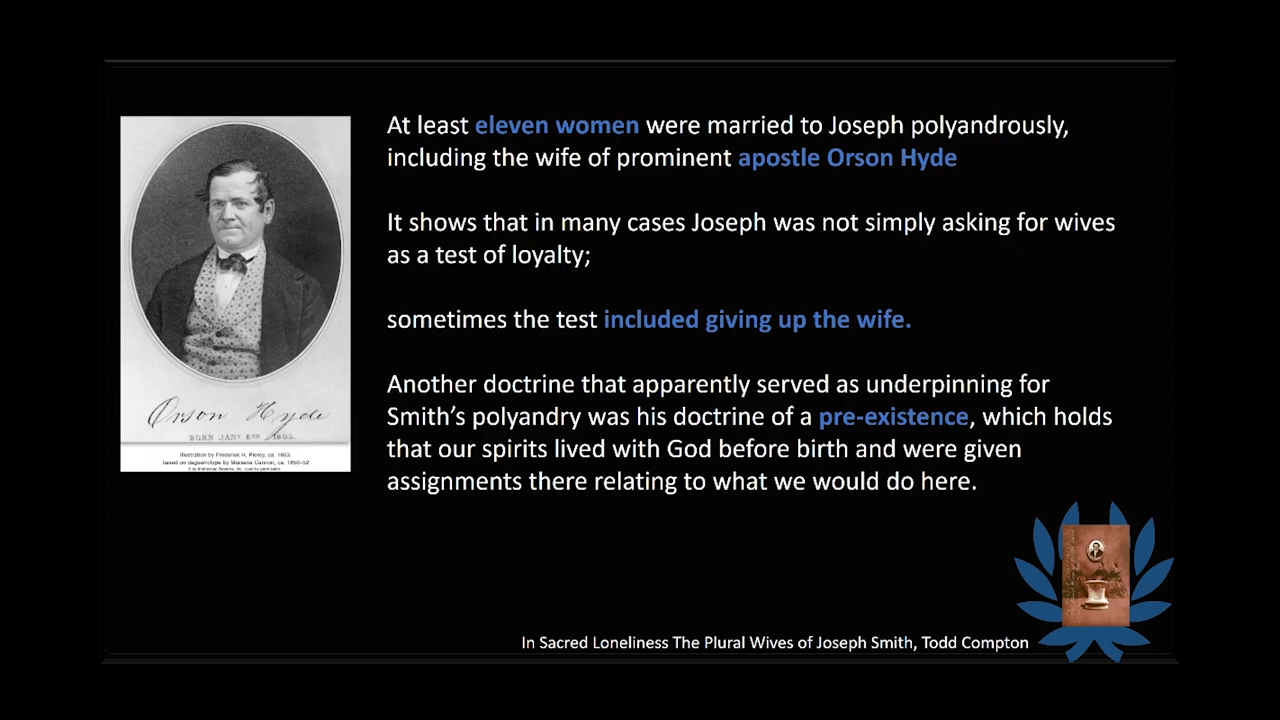 At least eleven women were married to Joseph polyandrously,
including the wife of prominent apostle Orson Hyde
It shows that in many cases Joseph was not simply asking for wives
as a test of loyalty;
sometimes the test included giving up the wife.
Another doctrine that apparently served as underpinning for
Smith’s polyandry was his doctrine of a pre-existence, which holds
that our spirits lived with God before birth and were given
assignments there relating to what we would do here.
Orson Hyde
BORN JANY 8TH 1805.
Illustration by Frederick H. Piercy, ca. 1853,
based on daguerrotype by Marsena Cannon, ca. 1850–52
In Sacred Loneliness The Plural Wives of Joseph Smith, Todd Compton